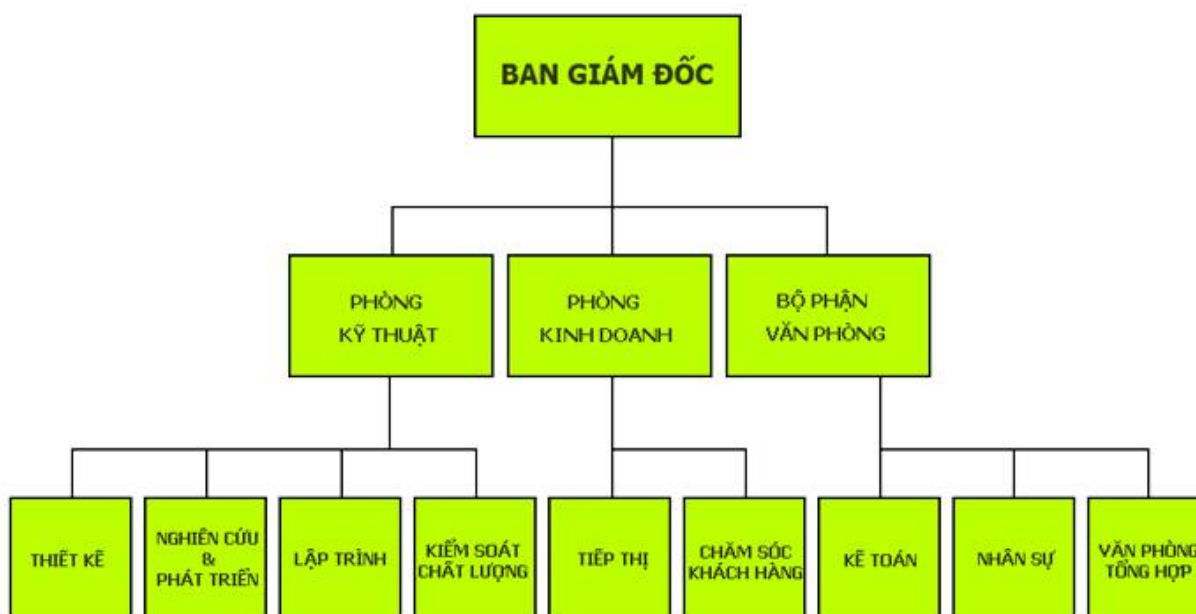 BAN GIÁM ĐỐC
PHÒNG
KỸ THUẬT
PHÒNG
KINH DOANH
BỘ PHẬN
VĂN PHÒNG
THIẾT KẾ
NGHIÊN CỨU
&
PHÁT TRIỂN
LẬP TRÌNH
KIỂM SOÁT
CHẤT LƯỢNG
TIẾP THỊ
CHĂM SÓC
KHÁCH HÀNG
KẾ TOÁN
NHÂN SỰ
VĂN PHÒNG
TỔNG HỢP